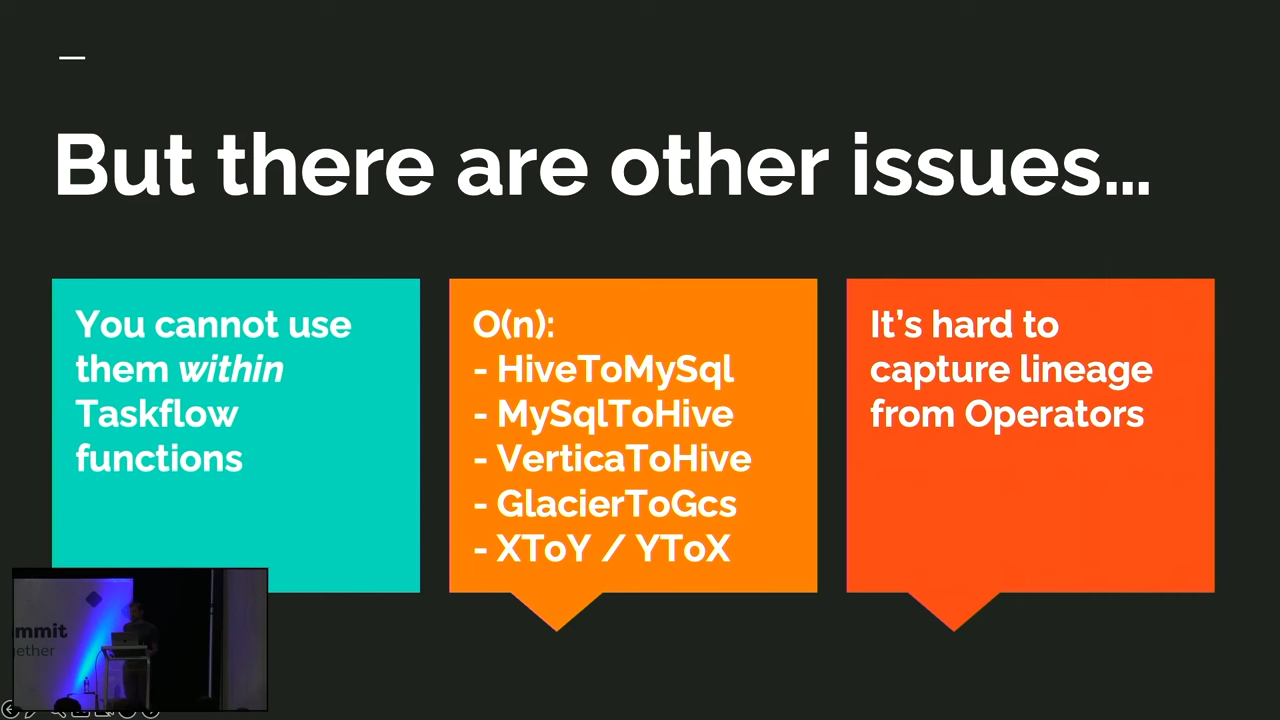 But there are other issues...
You cannot use
them within
Taskflow
functions
O(n):
- HiveToMySql
- MySqlToHive
- VerticaToHive
- GlacierToGcs
- XToY / YToX
It's hard to
capture lineage
from Operators
mmit
ether